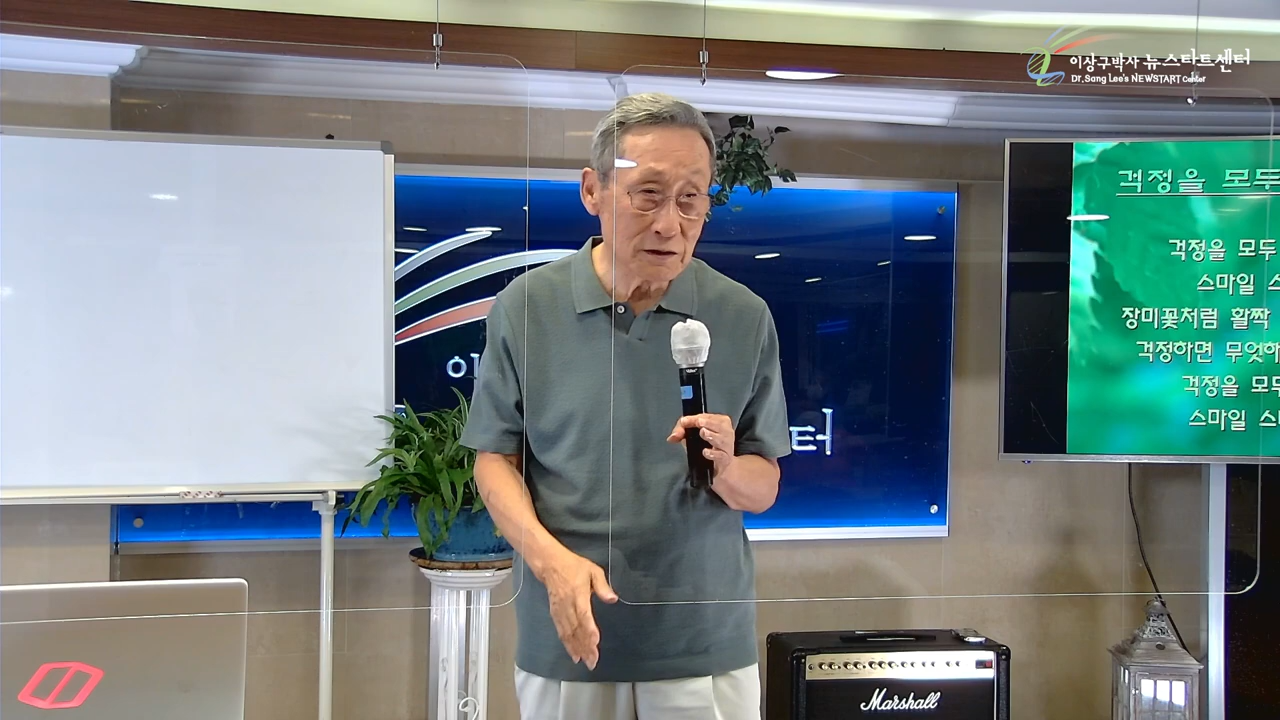 이상구박사 뉴스타트센터
Dr. Sang Lee's NEWSTART Center
걱정을 모두
걱정을 모두
스마일 스
장미꽃처럼 활짝
걱정하면 무엇하
걱정을 모두
스마일 스
이
터
Marshall